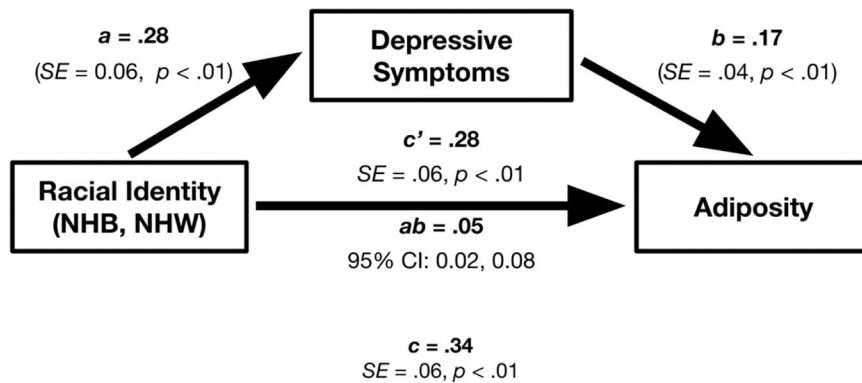 a = .28
(SE = 0.06, p < .01)
Depressive
Symptoms
b = .17
(SE = .04, p < .01)
c’ = .28
SE = .06, p < .01
Racial Identity
(NHB, NHW)
Adiposity
ab = .05
95% CI: 0.02, 0.08
c = .34
SE = .06, p < .01